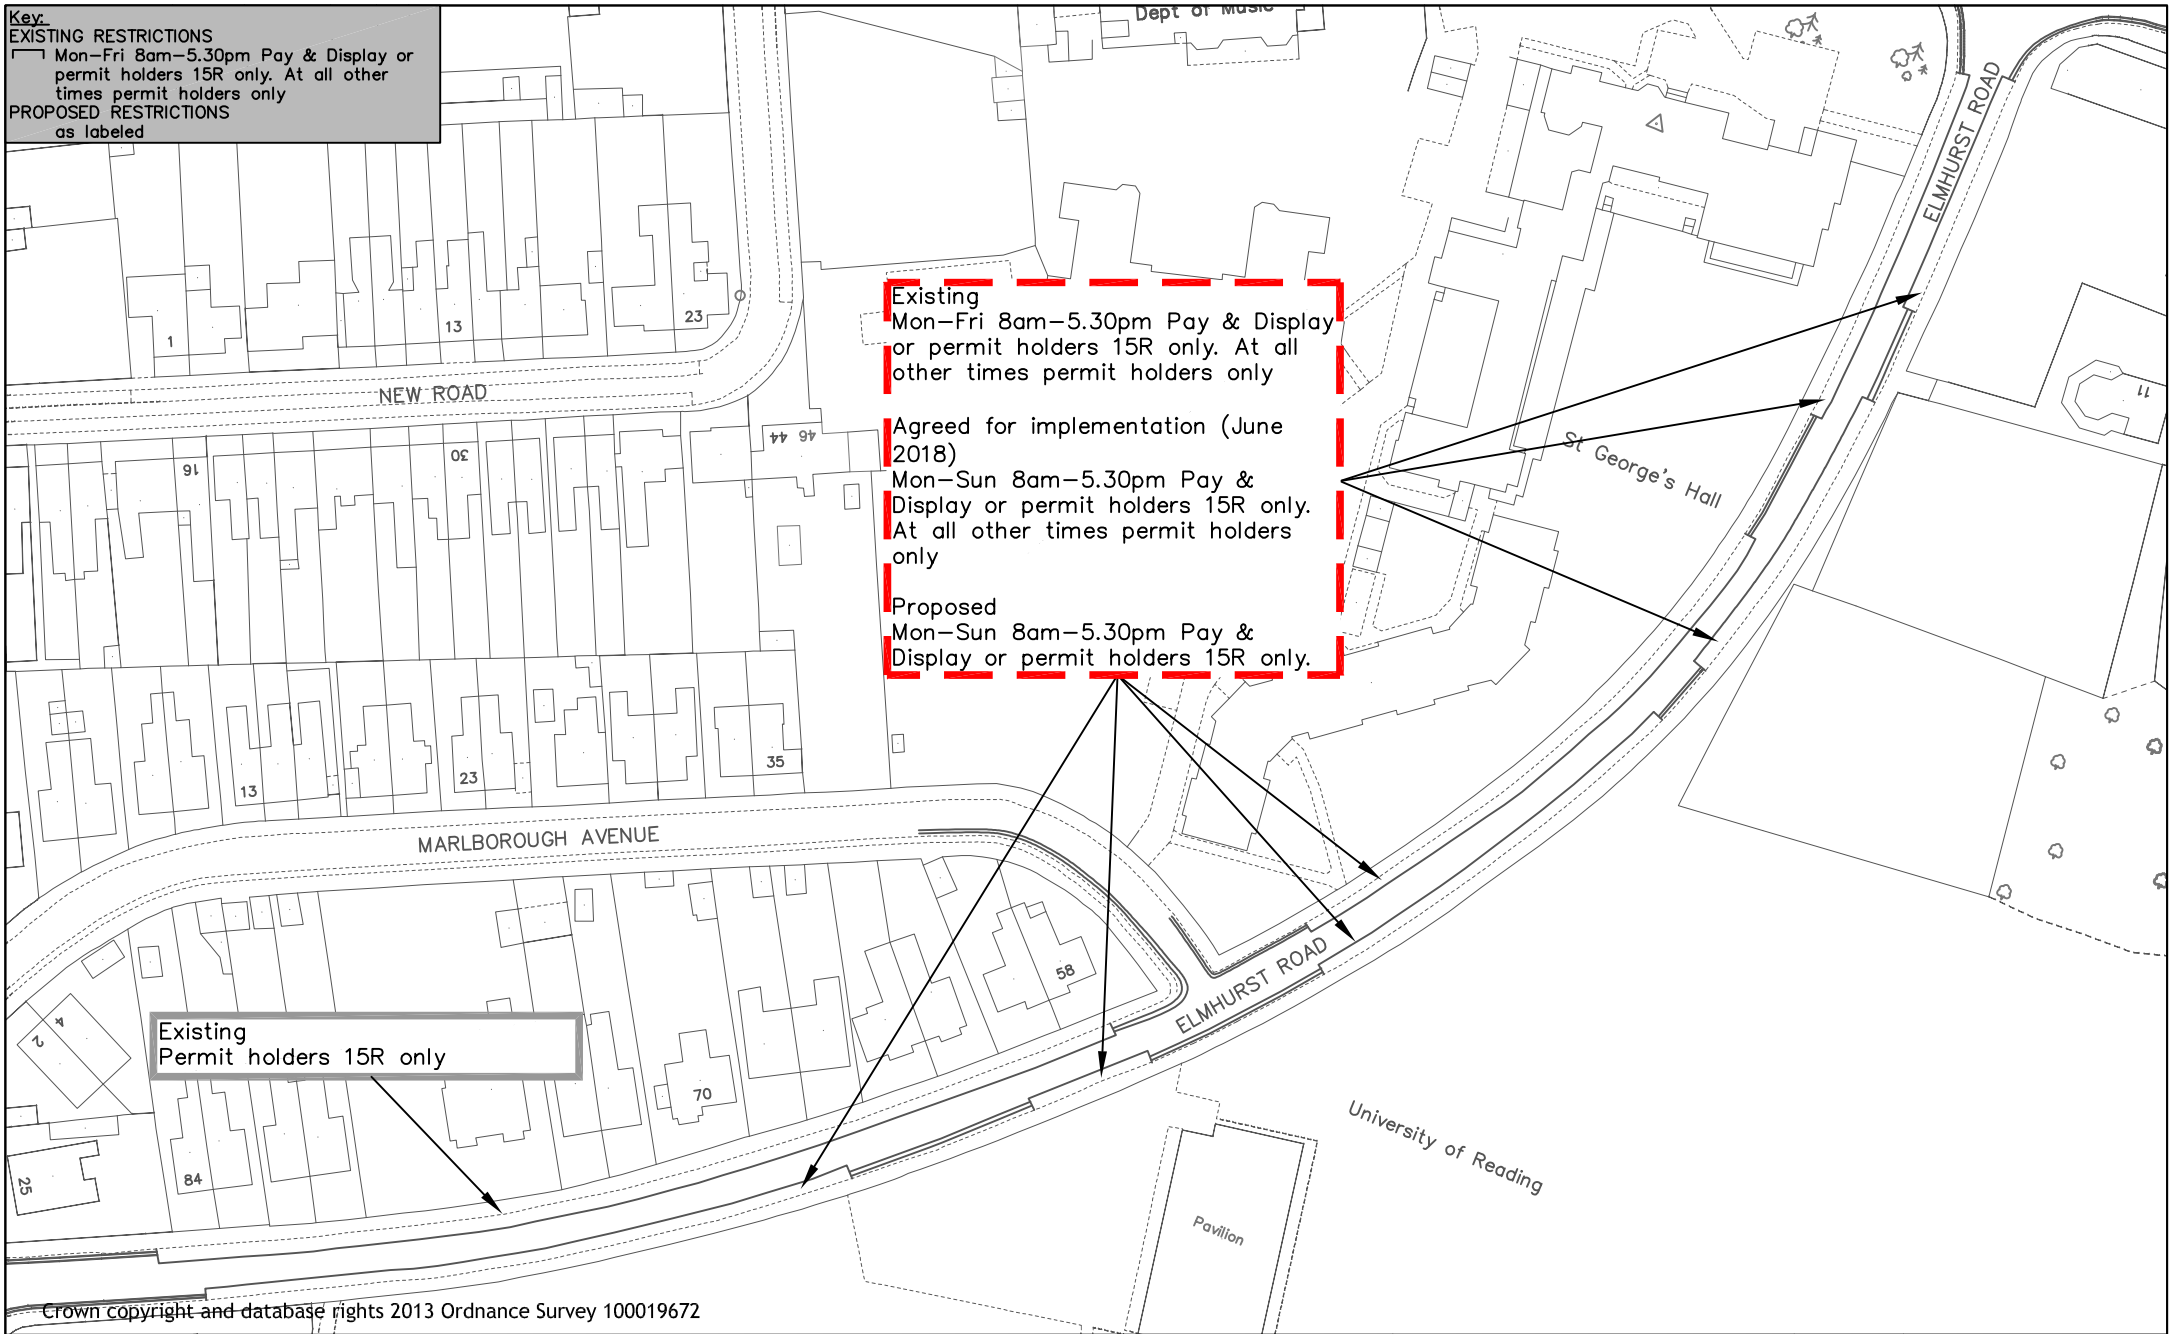 Key:
EXISTING RESTRICTIONS
Mon-Fri 8am-5.30pm Pay & Display or
permit holders 15R only. At all other
times permit holders only
PROPOSED RESTRICTIONS
as labeled
Dept of Music
ELMHURST ROAD
1
13
23
NEW ROAD
16
30
44 46
11
Existing
Mon-Fri 8am-5.30pm Pay & Display
or permit holders 15R only. At all
other times permit holders only
Agreed for implementation (June
2018)
Mon-Sun 8am-5.30pm Pay &
Display or permit holders 15R only.
At all other times permit holders
only
Proposed
Mon-Sun 8am-5.30pm Pay &
Display or permit holders 15R only.
St George's Hall
13
23
35
MARLBOROUGH AVENUE
58
ELMHURST ROAD
2
4
Existing
Permit holders 15R only
70
84
25
University of Reading
Pavilion
Crown copyright and database rights 2013 Ordnance Survey 100019672